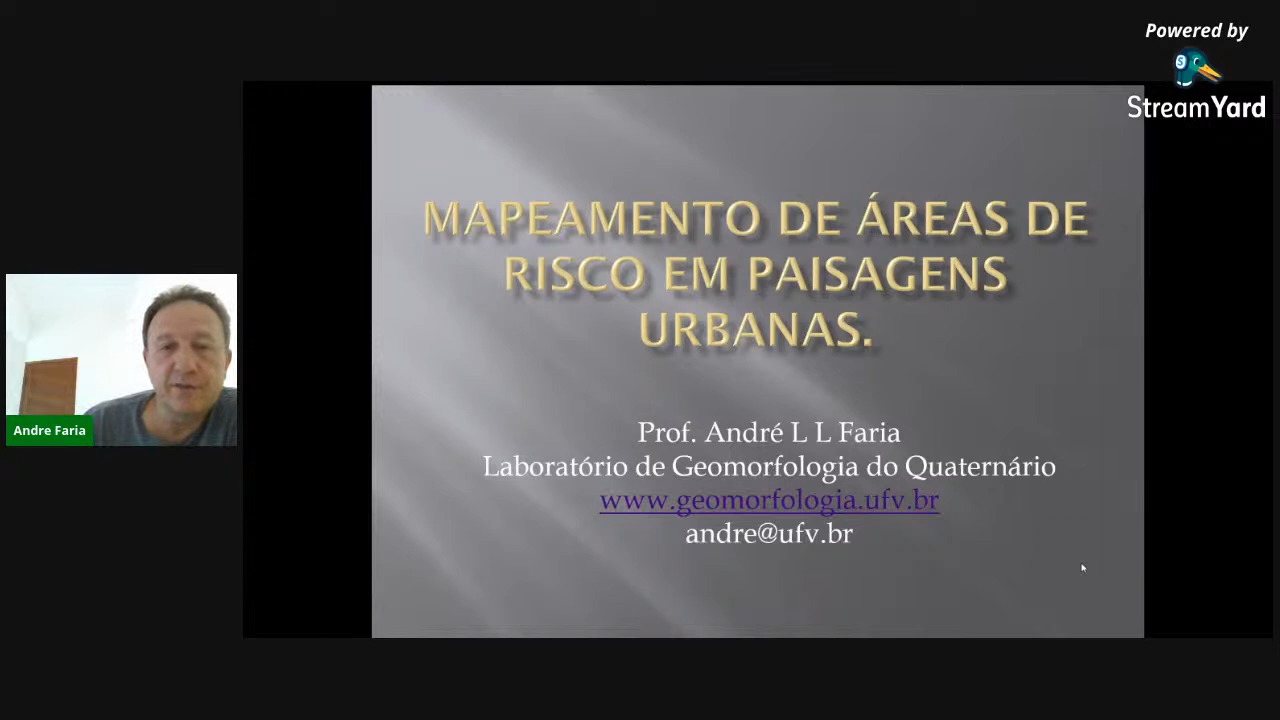 Powered by
StreamYard
MAPEAMENTO DE ÁREAS DE
RISCO EM PAISAGENS
URBANAS.
Prof. André L L Faria
Laboratório de Geomorfologia do Quaternário
www.geomorfologia.ufv.br
andre@ufv.br
Andre Faria